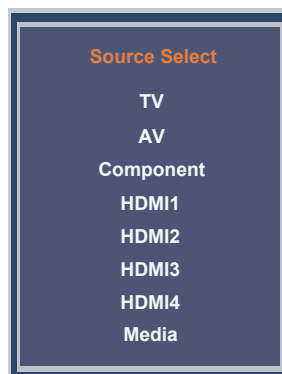 Source Select
TV
AV
Component
HDMI1
HDMI2
HDMI3
HDMI4
Media